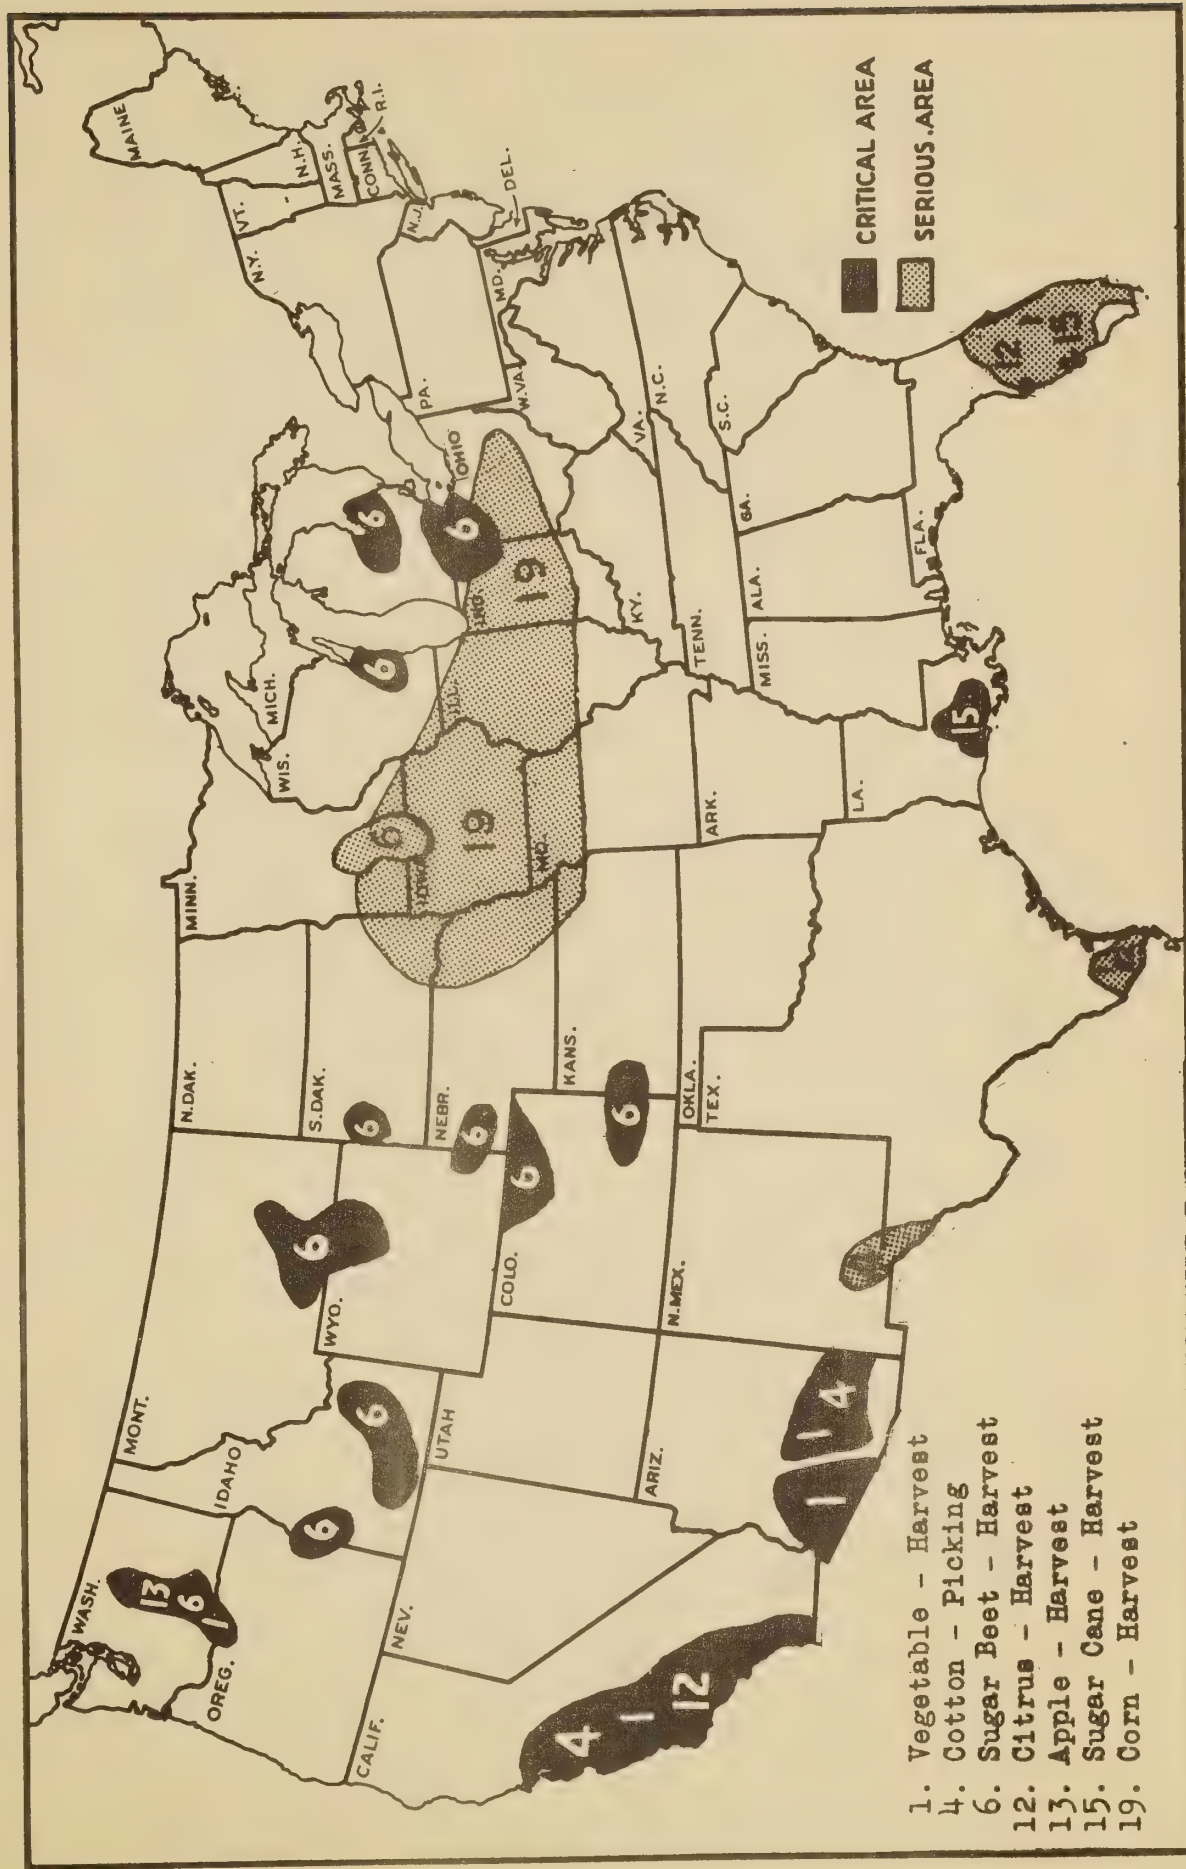 WASH.
13
6
1
OREG.
CALIF.
4
1
12
NEV.
IDAHO
6
6
MONT.
6
WYO.
UTAH
ARIZ.
1
1 4
COLO.
6
N.MEX.
N.DAK.
S.DAK.
6
NEBR.
6
KANS.
6
OKLA.
TEX.
MINN.
6
19
MO.
ARK.
LA.
15
WIS.
MICH.
6
6
6
ILL.
IND.
19
OHIO
KY.
TENN.
MISS.
ALA.
GA.
FLA.
12
1
15
S.C.
N.C.
VA.
W.VA.
PA.
MD.
DEL.
N.J.
N.Y.
VT.
N.H.
MASS.
CONN.
R.I.
MAINE
CRITICAL AREA
SERIOUS.AREA
1. Vegetable - Harvest
4. Cotton - Picking
6. Sugar Beet - Harvest
12. Citrus - Harvest
13. Apple - Harvest
15. Sugar Cane - Harvest
19. Corn - Harvest